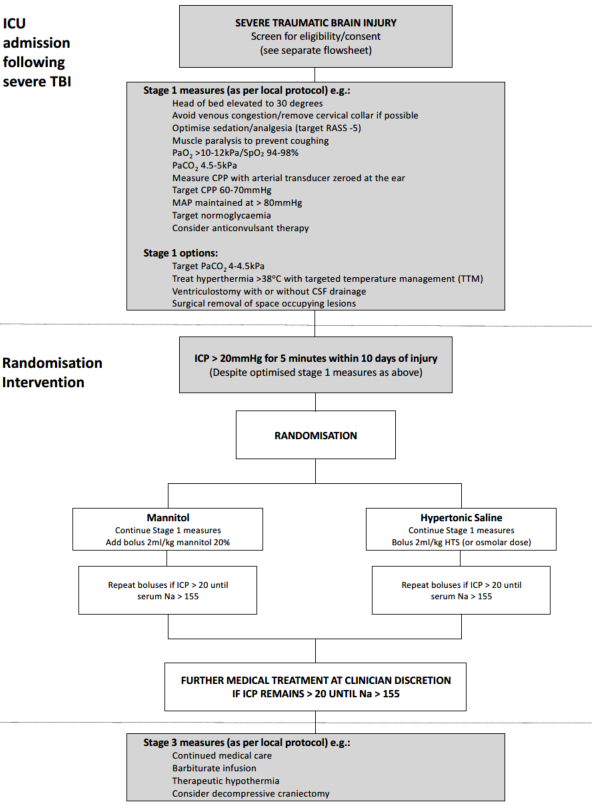 ICU
admission
following
severe TBI
SEVERE TRAUMATIC BRAIN INJURY
Screen for eligibility/consent
(see separate flowsheet)
Stage 1 measures (as per local protocol) e.g.:
Head of bed elevated to 30 degrees
Avoid venous congestion/remove cervical collar if possible
Optimise sedation/analgesia (target RASS -5)
Muscle paralysis to prevent coughing
PaO₂ >10-12kPa/SpO₂ 94-98%
PaCO₂ 4.5-5kPa
Measure CPP with arterial transducer zeroed at the ear
Target CPP 60-70mmHg
MAP maintained at > 80mmHg
Target normoglycaemia
Consider anticonvulsant therapy
Stage 1 options:
Target PaCO₂ 4-4.5kPa
Treat hyperthermia >38°C with targeted temperature management (TTM)
Ventriculostomy with or without CSF drainage
Surgical removal of space occupying lesions
Randomisation
Intervention
ICP > 20mmHg for 5 minutes within 10 days of injury
(Despite optimised stage 1 measures as above)
RANDOMISATION
Mannitol
Continue Stage 1 measures
Add bolus 2ml/kg mannitol 20%
Hypertonic Saline
Continue Stage 1 measures
Bolus 2ml/kg HTS (or osmolar dose)
Repeat boluses if ICP > 20 until
serum Na > 155
Repeat boluses if ICP > 20 until
serum Na > 155
FURTHER MEDICAL TREATMENT AT CLINICIAN DISCRETION
IF ICP REMAINS > 20 UNTIL Na > 155
Stage 3 measures (as per local protocol) e.g.:
Continued medical care
Barbiturate infusion
Therapeutic hypothermia
Consider decompressive craniectomy